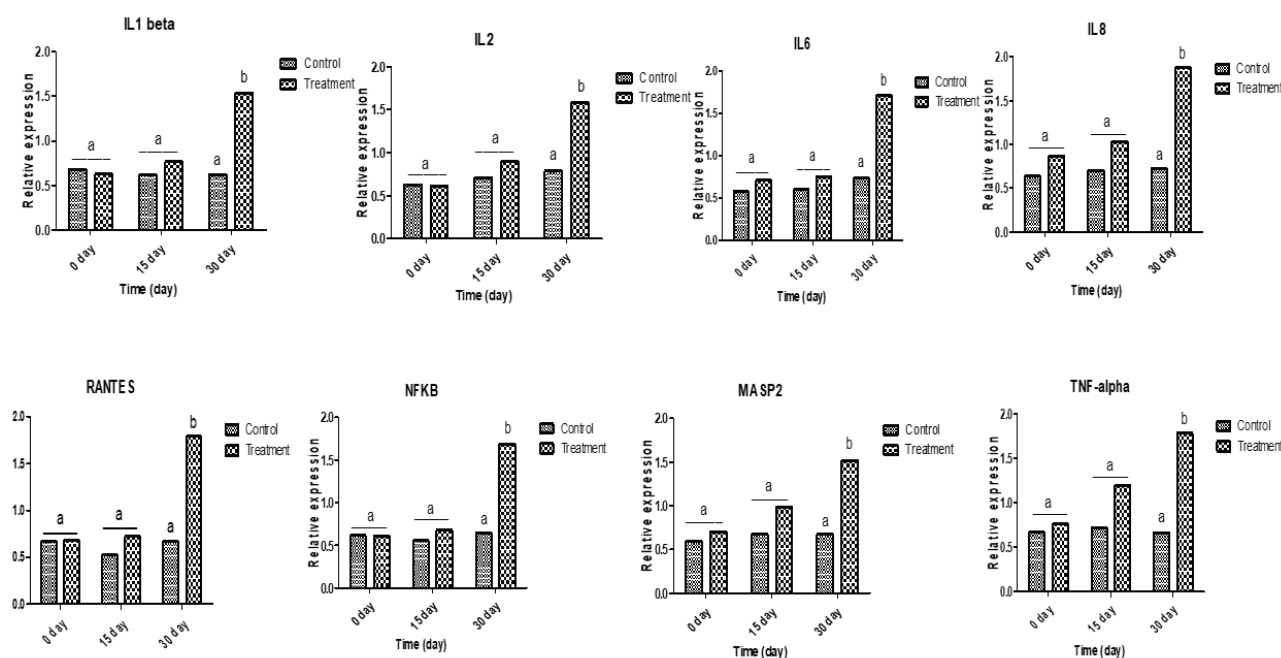 IL1 beta
2.0
1.5
1.0
0.5
0.0
Relative expression
a
a
a
b
Control
Treatment
0 day
15 day
30 day
Time (day)
IL2
2.0
1.5
1.0
0.5
0.0
Relative expression
a
a
a
b
Control
Treatment
0 day
15 day
30 day
Time (day)
IL6
2.0
1.5
1.0
0.5
0.0
Relative expression
a
a
a
b
Control
Treatment
0 day
15 day
30 day
Time (day)
IL8
2.0
1.5
1.0
0.5
0.0
Relative expression
a
a
a
b
Control
Treatment
0 day
15 day
30 day
Time (day)
RANTES
2.0
1.5
1.0
0.5
0.0
a
a
a
b
Control
Treatment
0 day
15 day
30 day
NFKB
2.0
1.5
1.0
0.5
0.0
Relative expression
a
a
a
b
Control
Treatment
0 day
15 day
30 day
Time (day)
MASP2
2.0
1.5
1.0
0.5
0.0
Relative expression
a
a
a
b
Control
Treatment
0 day
15 day
30 day
Time (day)
TNF-alpha
2.0
1.5
1.0
0.5
0.0
Relative expression
a
a
a
b
Control
Treatment
0 day
15 day
30 day
Time (day)